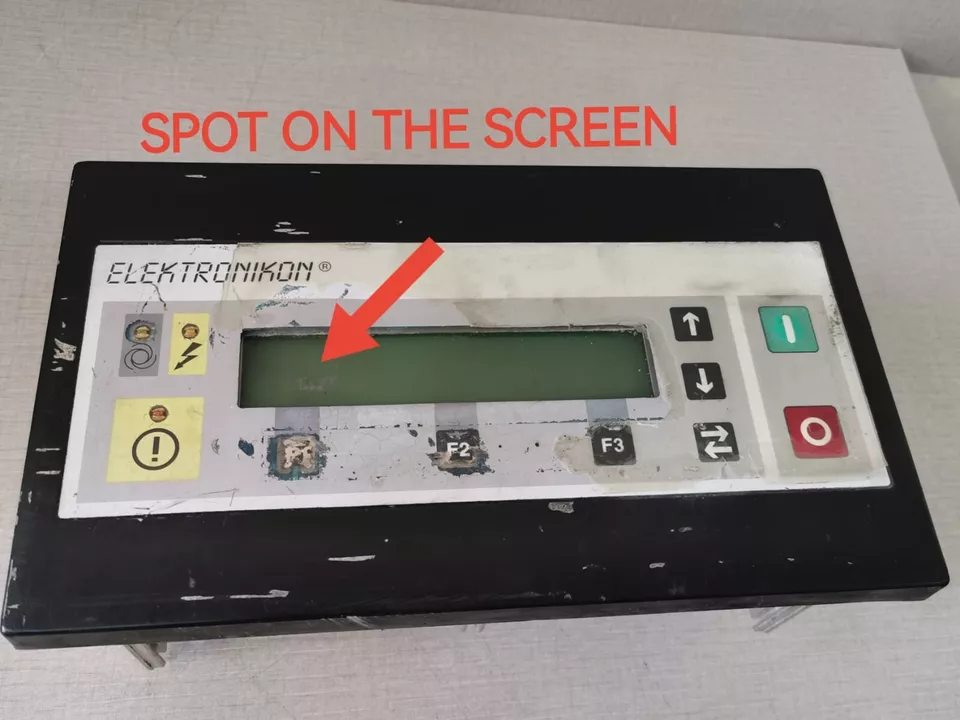 SPOT ON THE SCREEN
ELEKTRONIKON®
F2
F3